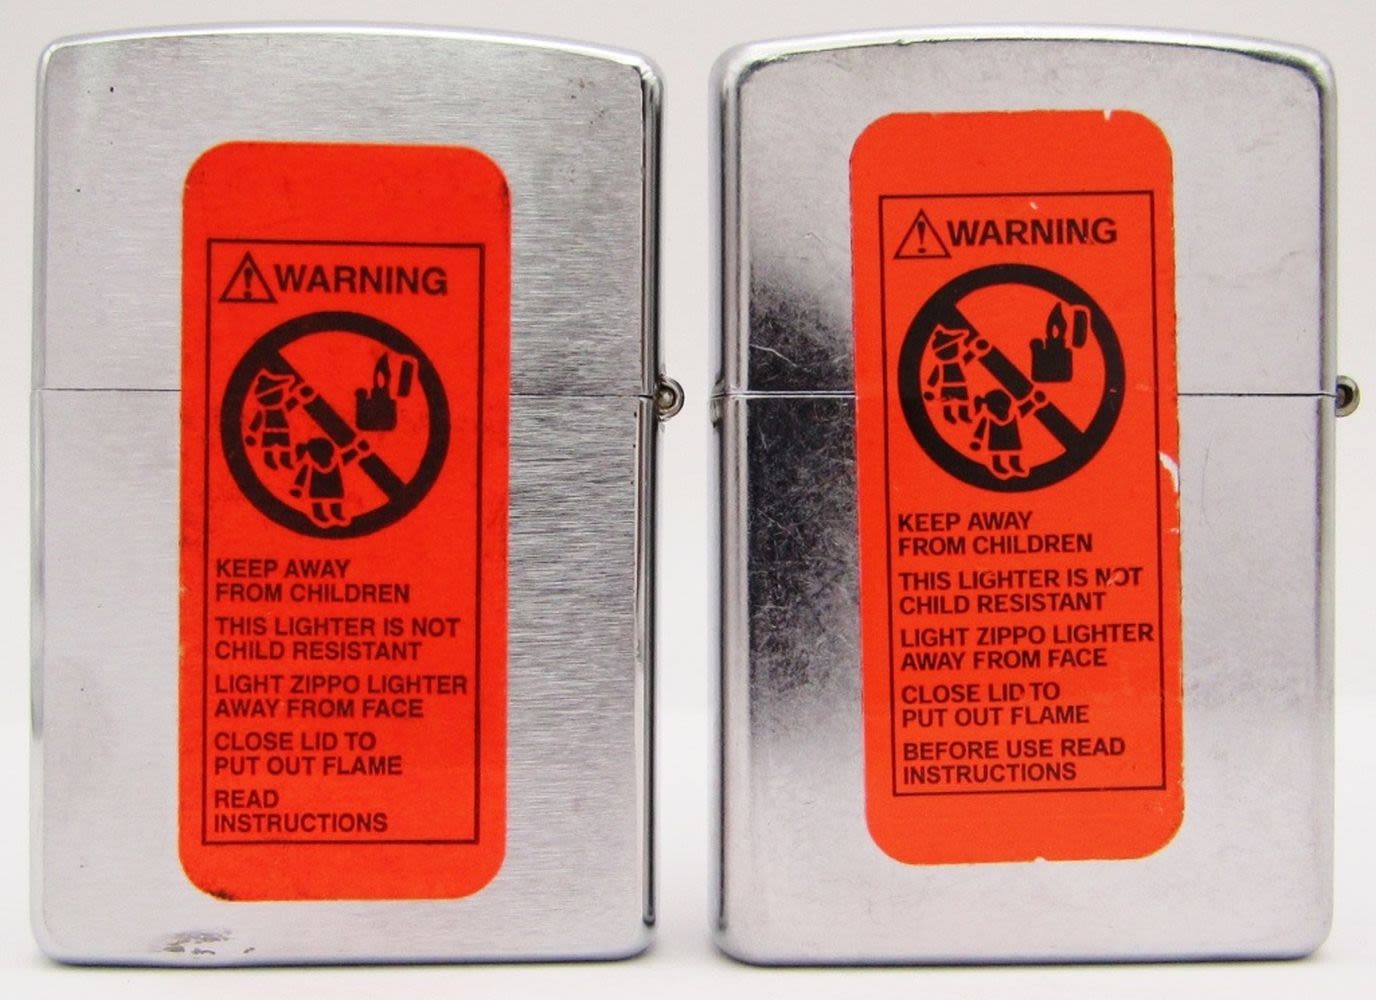 WARNING
KEEP AWAY
FROM CHILDREN
THIS LIGHTER IS NOT
CHILD RESISTANT
LIGHT ZIPPO LIGHTER
AWAY FROM FACE
CLOSE LID TO
PUT OUT FLAME
READ
INSTRUCTIONS
WARNING
KEEP AWAY
FROM CHILDREN
THIS LIGHTER IS NOT
CHILD RESISTANT
LIGHT ZIPPO LIGHTER
AWAY FROM FACE
CLOSE LID TO
PUT OUT FLAME
BEFORE USE READ
INSTRUCTIONS